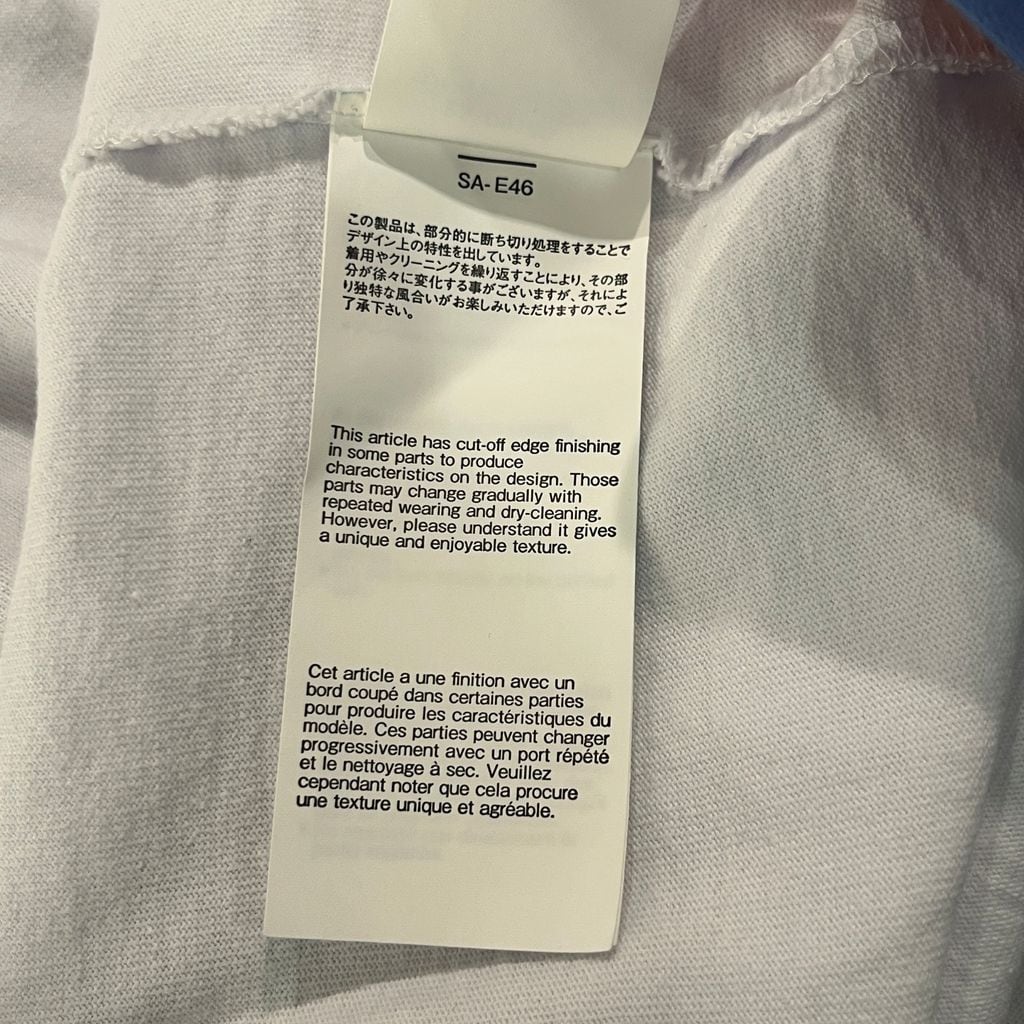 SA-E46
この製品は、部分的に断ち切り処理をすることで
デザイン上の特性を出しています。
着用やクリーニングを繰り返すことにより、その部
分が徐々に変化する事がございますが、それによ
り独特な風合いがお楽しみいただけますので、ご
了承下さい。
This article has cut-off edge finishing
in some parts to produce
characteristics on the design. Those
parts may change gradually with
repeated wearing and dry-cleaning.
However, please understand it gives
a unique and enjoyable texture.
Cet article a une finition avec un
bord coupé dans certaines parties
pour produire les caractéristiques du
modèle. Ces parties peuvent changer
progressivement avec un port répété
et le nettoyage à sec. Veuillez
cependant noter que cela procure
une texture unique et agréable.